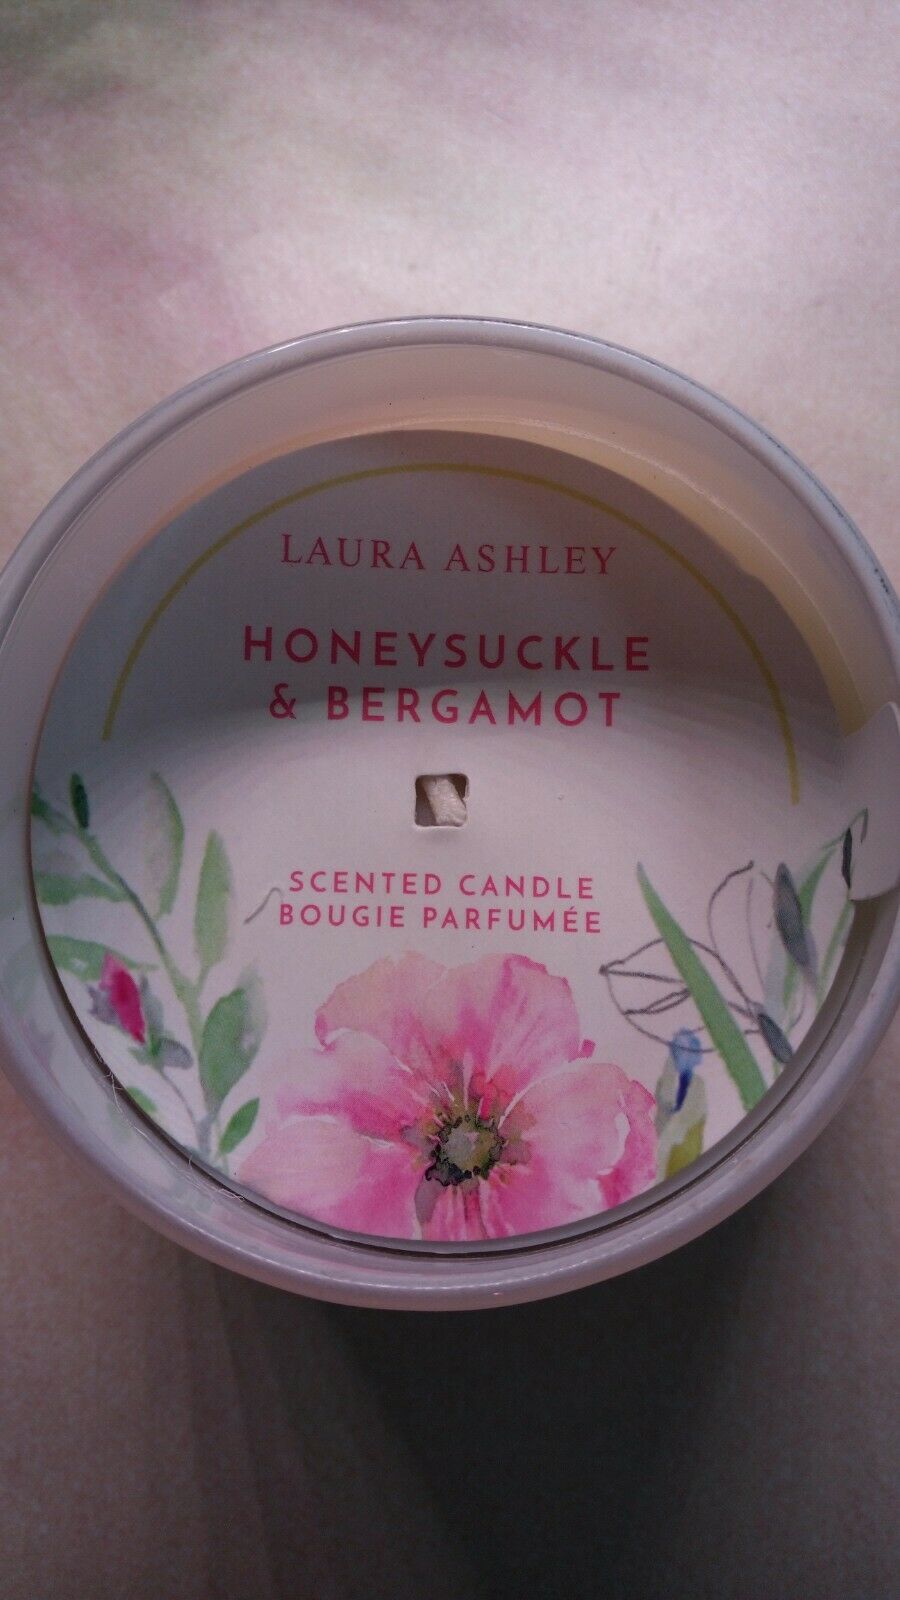 LAURA ASHLEY
HONEYSUCKLE
& BERGAMOT
SCENTED CANDLE
BOUGIE PARFUMÉE